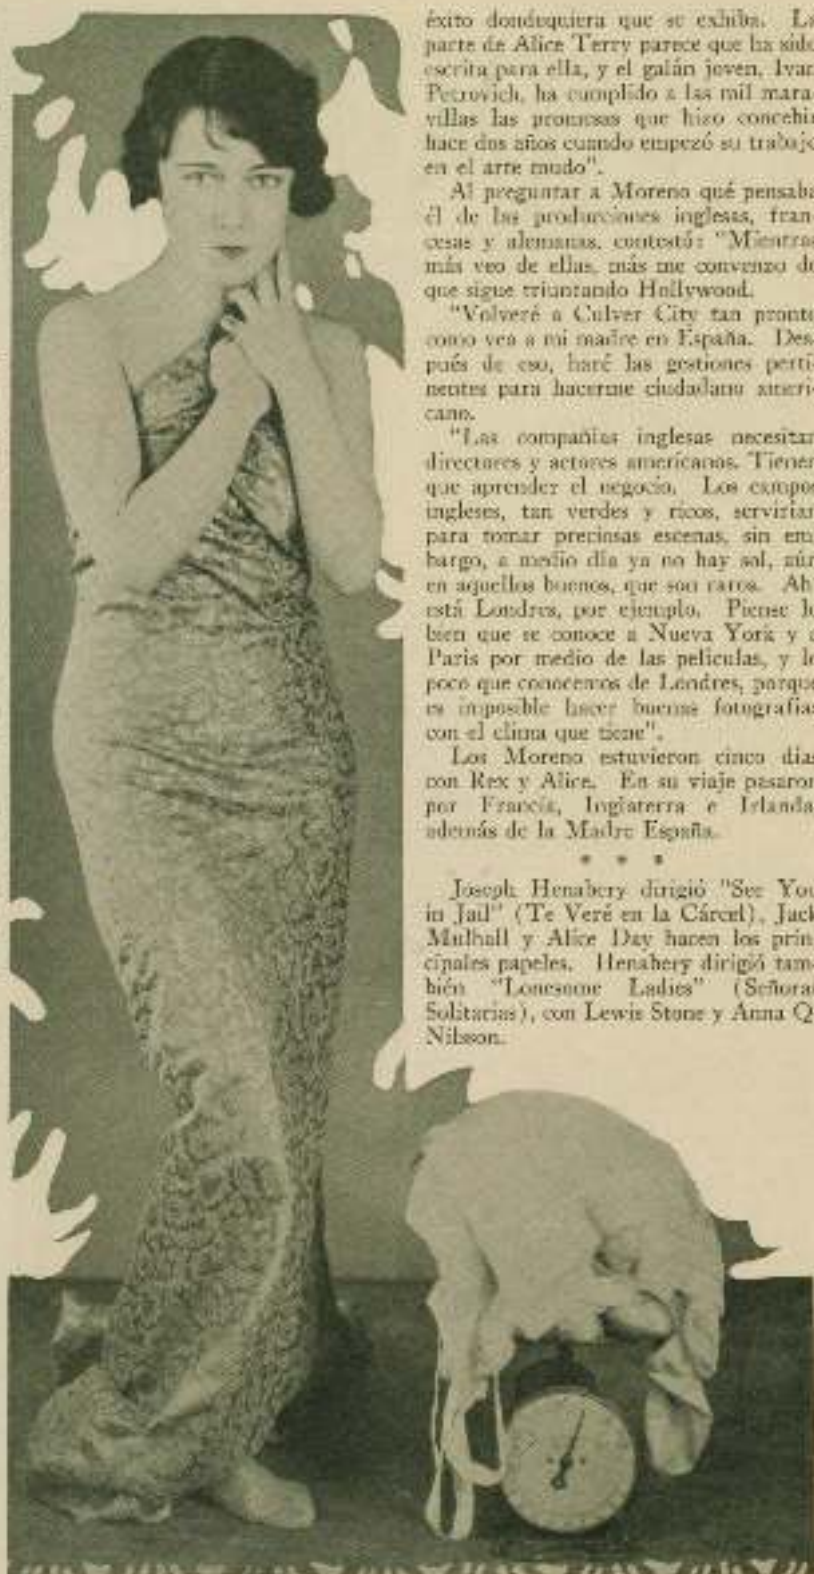 éxito dondequiera que se exhiba. La
parte de Alice Terry parece que ha sido
escrita para ella, y el galán joven, Ivan
Petrovich, ha cumplido a las mil mara-
villas las promesas que hizo concebir
hace dos años cuando empezó su trabajo
en el arte mudo".
Al preguntar a Moreno qué pensaba
él de las producciones inglesas, fran-
cesas y alemanas, contestó: "Mientras
más veo de ellas, más me convenzo de
que sigue triunfando Hollywood.
"Volveré a Culver City tan pronto
como vea a mi madre en España. Des-
pués de eso, haré las gestiones perti-
nentes para hacerme ciudadano ameri-
cano.
"Las compañias inglesas necesitan
directores y actores americanos. Tienen
que aprender el negocio. Los campos
ingleses, tan verdes y ricos, servirian
para tomar preciosas escenas, sin em-
bargo, a medio dia ya no hay sol, aún
en aquellos buenos, que son raros. Ahí
está Londres, por ejemplo. Piense lo
bien que se conoce a Nueva York y a
Paris por medio de las peliculas, y lo
poco que conocemos de Londres, porque
es imposible hacer buenas fotografias
con el clima que tiene".
Los Moreno estuvieron cinco dias
con Rex y Alice. En su viaje pasaron
por Francia, Inglaterra e Irlanda,
además de la Madre España.
* * *
Joseph Henabery dirigió "See You
in Jail" (Te Veré en la Cárcel), Jack
Mulhall y Alice Day hacen los prin-
cipales papeles. Henabery dirigió tam-
bién "Lonesome Ladies" (Señoras
Solitarias), con Lewis Stone y Anna Q.
Nilsson.